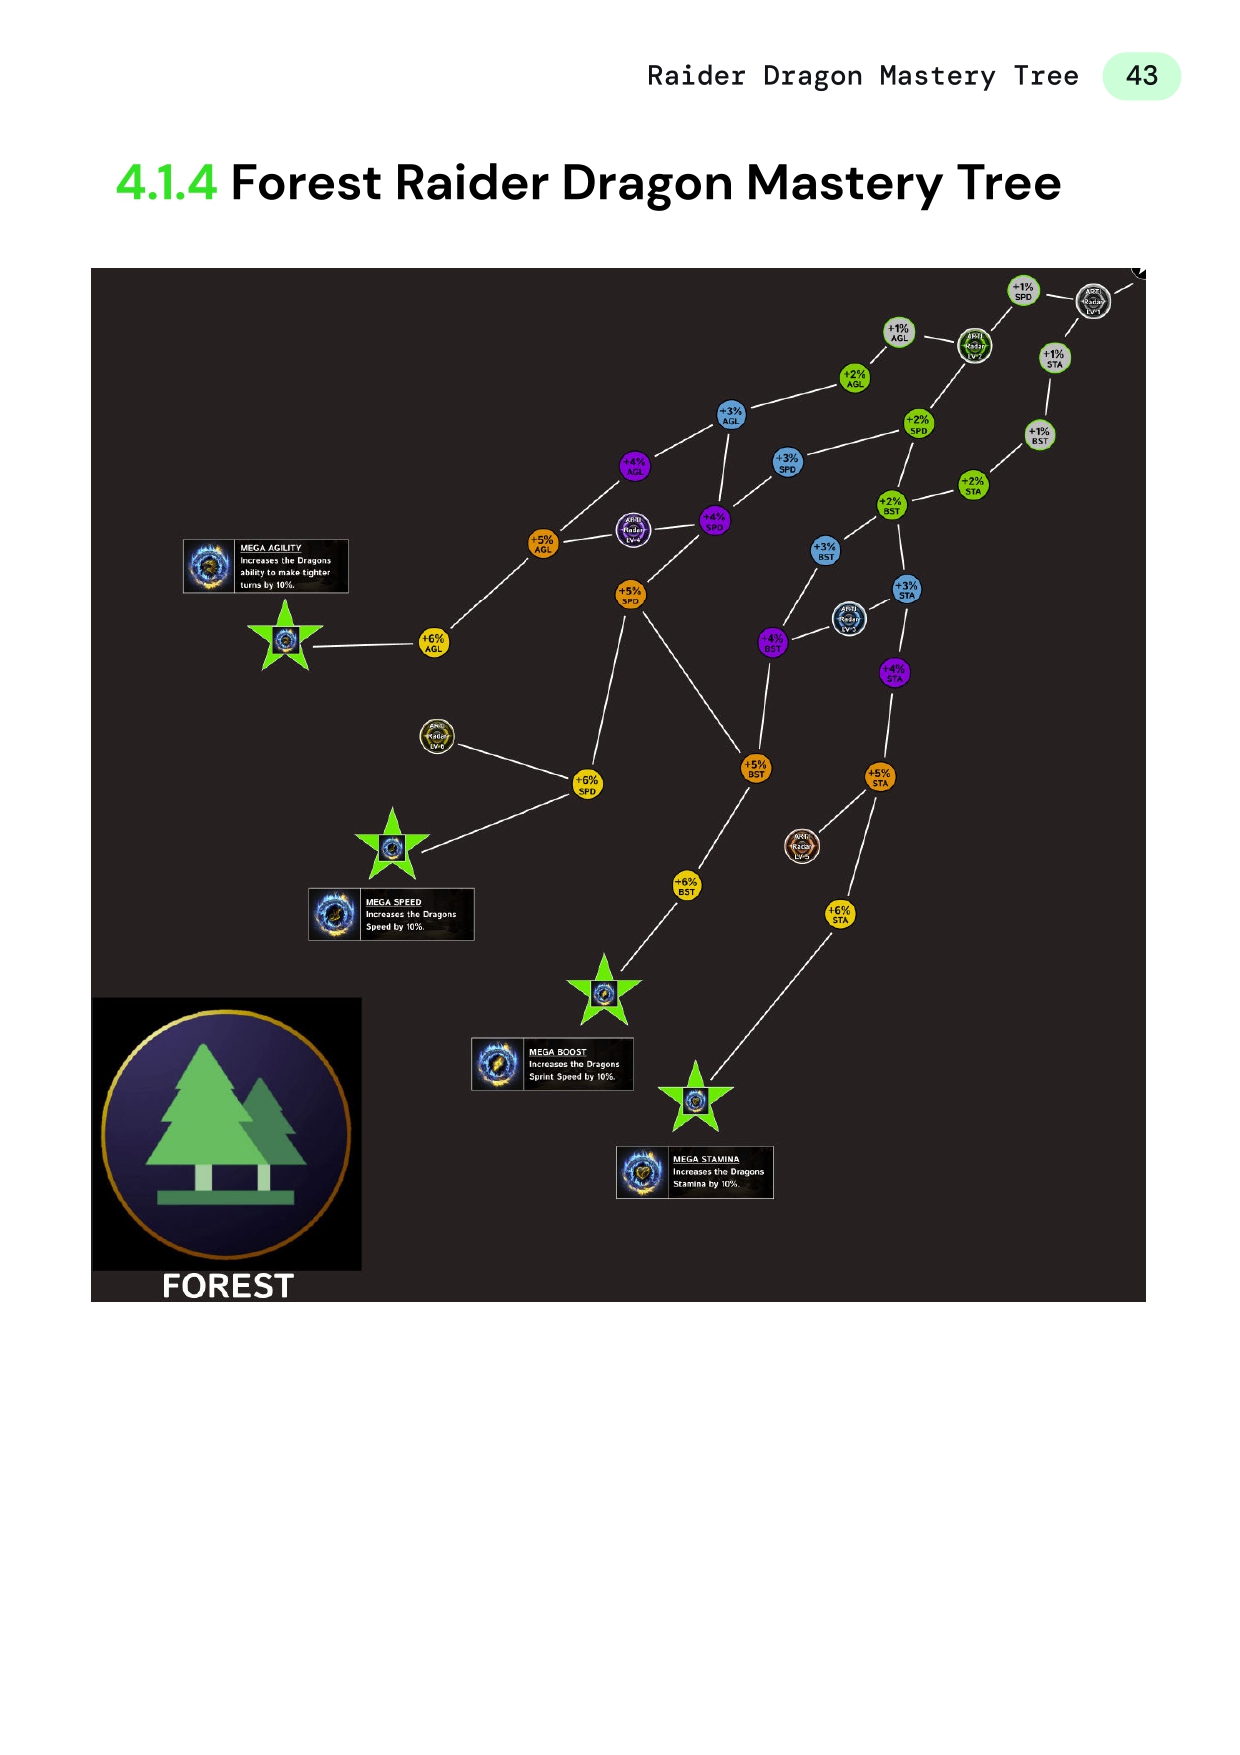 Raider Dragon Mastery Tree 43
4.1.4 Forest Raider Dragon Mastery Tree
+1%
SPD
ARTI
Radar
LV-1
+1%
AGL
ARTI
Radar
LV-2
+1%
STA
+2%
AGL
+3%
AGL
+2%
SPD
+1%
BST
+4%
AGL
+3%
SPD
+2%
STA
+2%
BST
+4%
SPD
ARTI
Radar
LV-4
+5%
AGL
+3%
BST
MEGA AGILITY
Increases the Dragons
ability to make tighter
turns by 10%.
+5%
SPD
+3%
STA
ARTI
Radar
LV-3
+6%
AGL
+4%
BST
+4%
STA
ARTI
Radar
LV-6
+5%
BST
+5%
STA
+6%
SPD
ARTI
Radar
LV-5
+6%
BST
MEGA SPEED
Increases the Dragons
Speed by 10%.
+6%
STA
MEGA BOOST
Increases the Dragons
Sprint Speed by 10%.
MEGA STAMINA
Increases the Dragons
Stamina by 10%.
FOREST